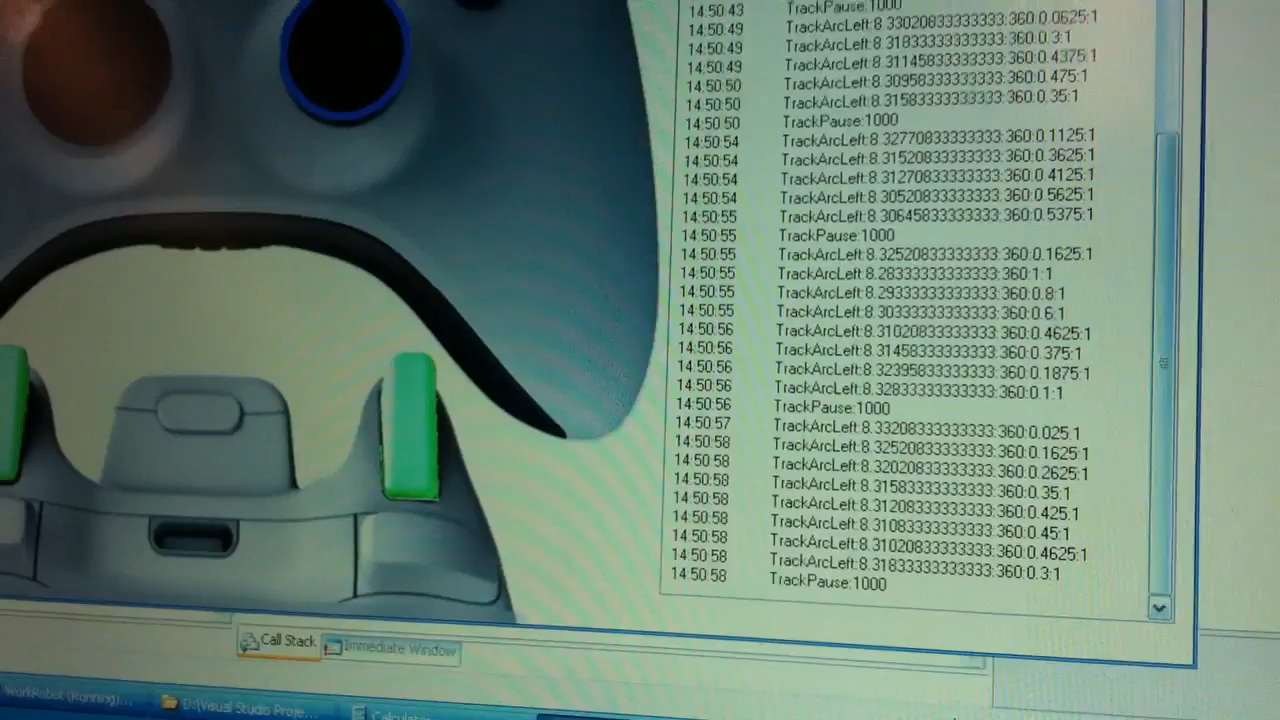 14:50:43 TrackPause:1000
14:50:49 TrackArcLeft:8.33020833333333:360:0.0625:1
14:50:49 TrackArcLeft:8.31833333333333:360:0.3:1
14:50:49 TrackArcLeft:8.31145833333333:360:0.4375:1
14:50:50 TrackArcLeft:8.30958333333333:360:0.475:1
14:50:50 TrackArcLeft:8.31583333333333:360:0.35:1
14:50:50 TrackPause:1000
14:50:54 TrackArcLeft:8.32770833333333:360:0.1125:1
14:50:54 TrackArcLeft:8.31520833333333:360:0.3625:1
14:50:54 TrackArcLeft:8.31270833333333:360:0.4125:1
14:50:54 TrackArcLeft:8.30520833333333:360:0.5625:1
14:50:55 TrackArcLeft:8.30645833333333:360:0.5375:1
14:50:55 TrackPause:1000
14:50:55 TrackArcLeft:8.32520833333333:360:0.1625:1
14:50:55 TrackArcLeft:8.28333333333333:360:1:1
14:50:55 TrackArcLeft:8.29333333333333:360:0.8:1
14:50:55 TrackArcLeft:8.30333333333333:360:0.6:1
14:50:56 TrackArcLeft:8.31020833333333:360:0.4625:1
14:50:56 TrackArcLeft:8.31458333333333:360:0.375:1
14:50:56 TrackArcLeft:8.32395833333333:360:0.1875:1
14:50:56 TrackArcLeft:8.32833333333333:360:0.1:1
14:50:56 TrackPause:1000
14:50:57 TrackArcLeft:8.33208333333333:360:0.025:1
14:50:58 TrackArcLeft:8.32520833333333:360:0.1625:1
14:50:58 TrackArcLeft:8.32020833333333:360:0.2625:1
14:50:58 TrackArcLeft:8.31583333333333:360:0.35:1
14:50:58 TrackArcLeft:8.31208333333333:360:0.425:1
14:50:58 TrackArcLeft:8.31083333333333:360:0.45:1
14:50:58 TrackArcLeft:8.31020833333333:360:0.4625:1
14:50:58 TrackArcLeft:8.31833333333333:360:0.3:1
14:50:58 TrackPause:1000
Call Stack Immediate Window
WorkRobot (Running)... D:\Visual Studio Proje... Calculator